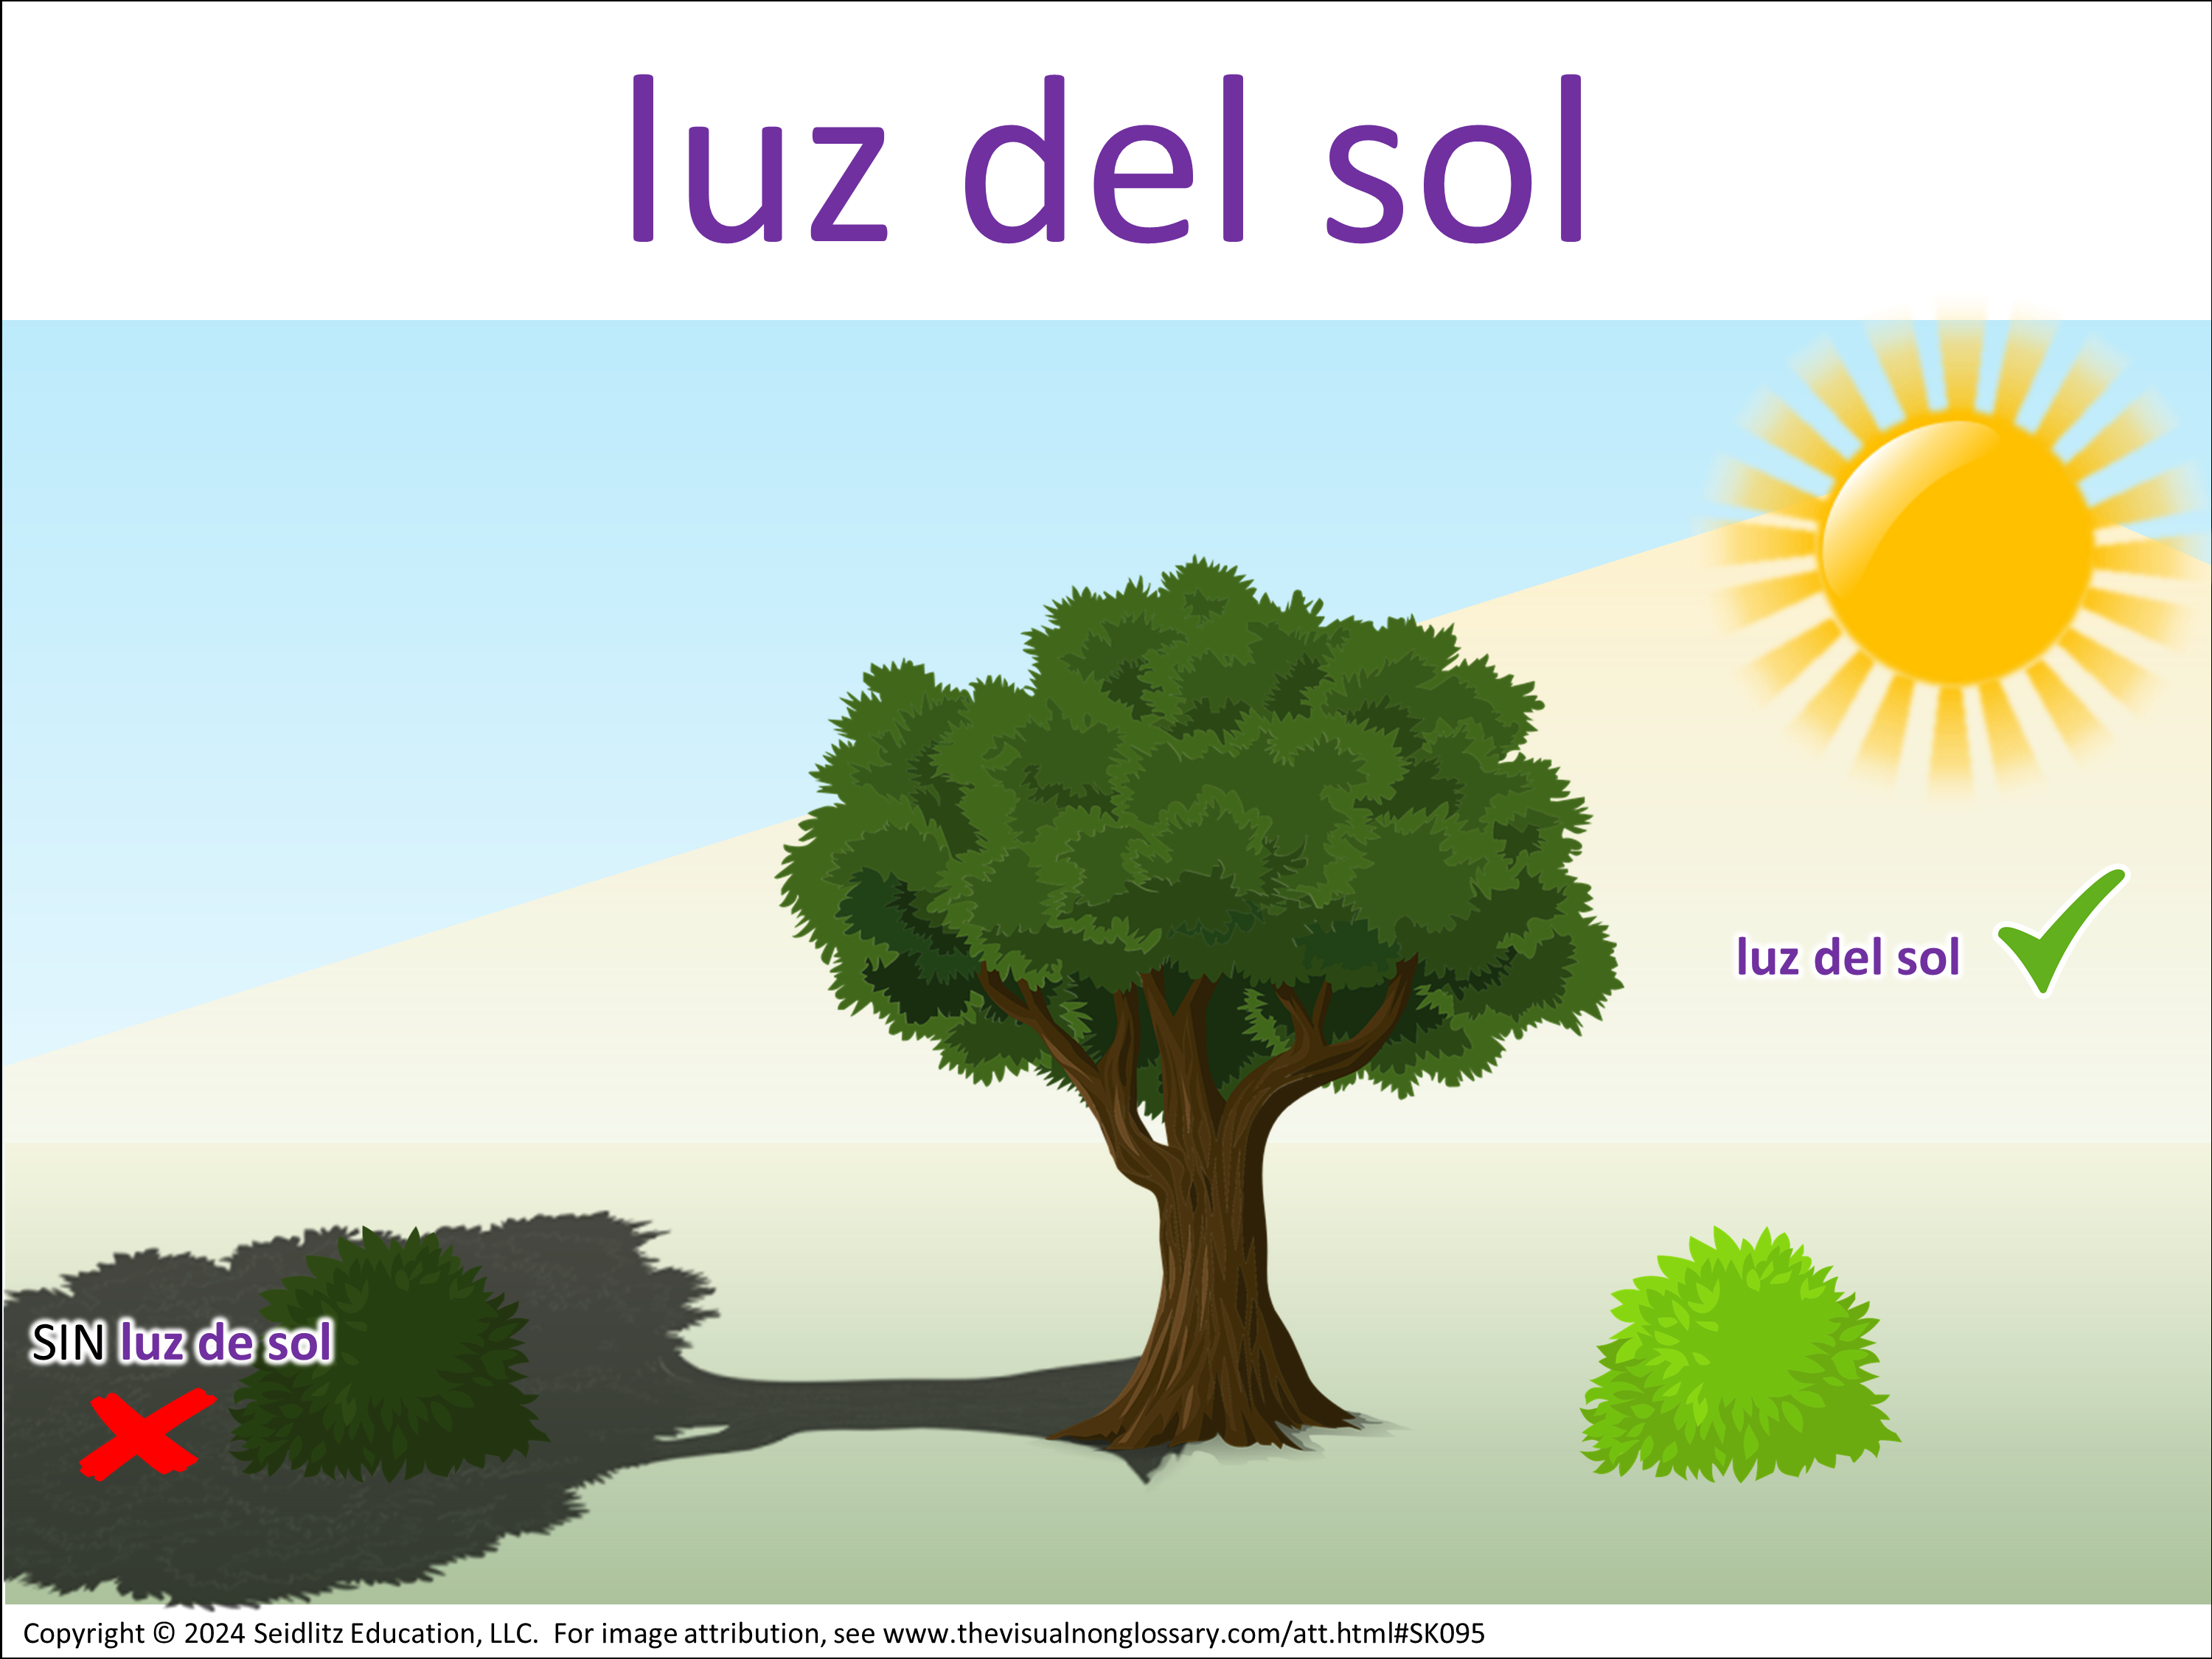 luz del sol
luz del sol
SIN luz de sol
Copyright © 2024 Seidlitz Education, LLC.  For image attribution, see www.thevisualnonglossary.com/att.html#SK095